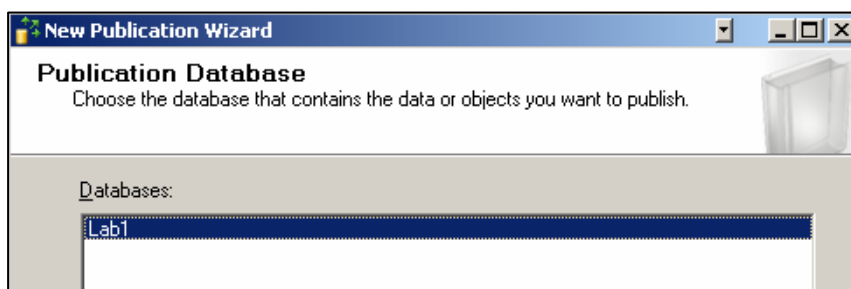 New Publication Wizard
Publication Database
Choose the database that contains the data or objects you want to publish.
Databases:
Lab1